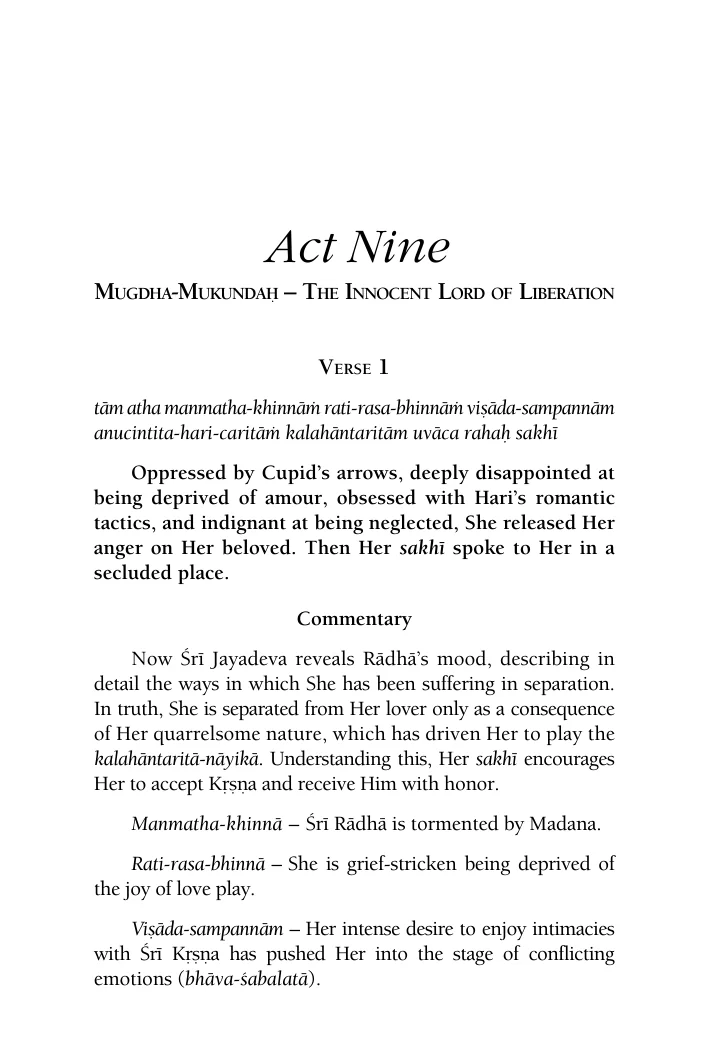 Act Nine
Mugdha-Mukundaḥ – The Innocent Lord of Liberation
Verse 1
tām atha manmatha-khinnāṁ rati-rasa-bhinnāṁ viṣāda-sampannām
anucintita-hari-caritāṁ kalahāntaritām uvāca rahaḥ sakhī
Oppressed by Cupid's arrows, deeply disappointed at
being deprived of amour, obsessed with Hari's romantic
tactics, and indignant at being neglected, She released Her
anger on Her beloved. Then Her sakhī spoke to Her in a
secluded place.
Commentary
Now Śrī Jayadeva reveals Rādhā's mood, describing in
detail the ways in which She has been suffering in separation.
In truth, She is separated from Her lover only as a consequence
of Her quarrelsome nature, which has driven Her to play the
kalahāntaritā-nāyikā. Understanding this, Her sakhī encourages
Her to accept Kṛṣṇa and receive Him with honor.
Manmatha-khinnā – Śrī Rādhā is tormented by Madana.
Rati-rasa-bhinnā – She is grief-stricken being deprived of
the joy of love play.
Viṣāda-sampannām – Her intense desire to enjoy intimacies
with Śrī Kṛṣṇa has pushed Her into the stage of conflicting
emotions (bhāva-śabalatā).